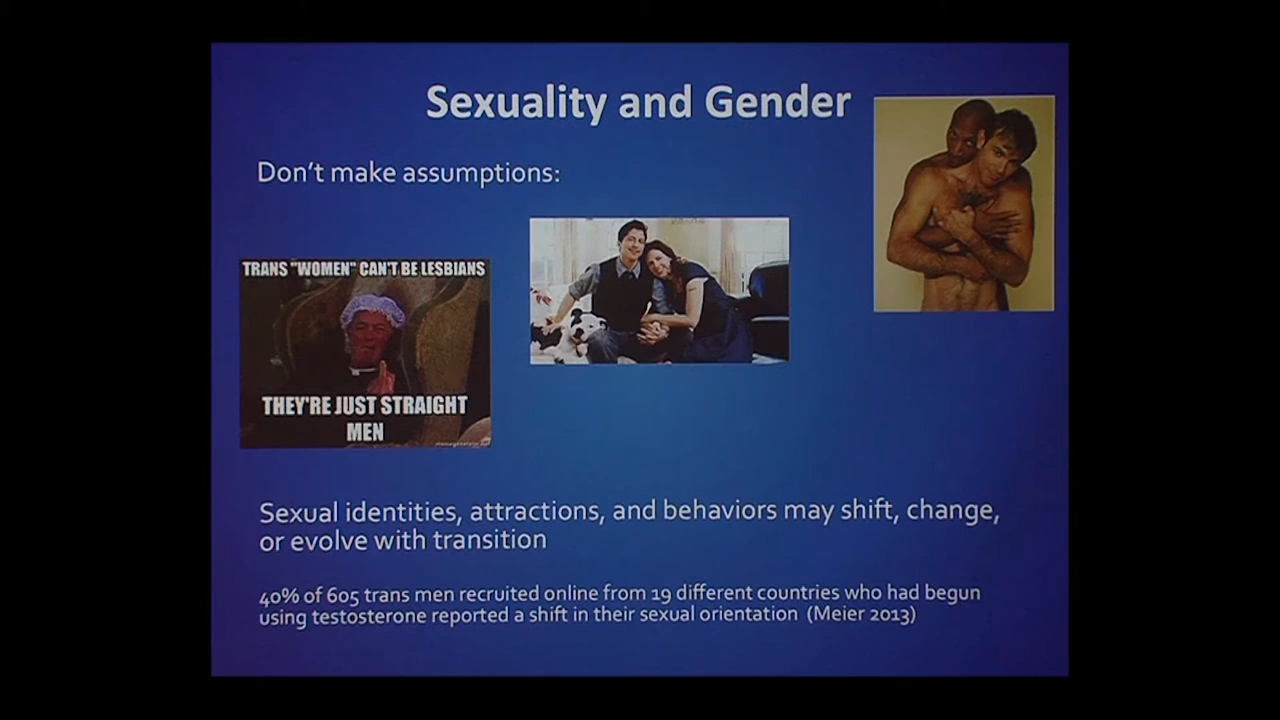 Sexuality and Gender
Don't make assumptions:
TRANS "WOMEN" CAN'T BE LESBIANS
THEY'RE JUST STRAIGHT
MEN
Sexual identities, attractions, and behaviors may shift, change,
or evolve with transition
40% of 605 trans men recruited online from 19 different countries who had begun
using testosterone reported a shift in their sexual orientation (Meier 2013)